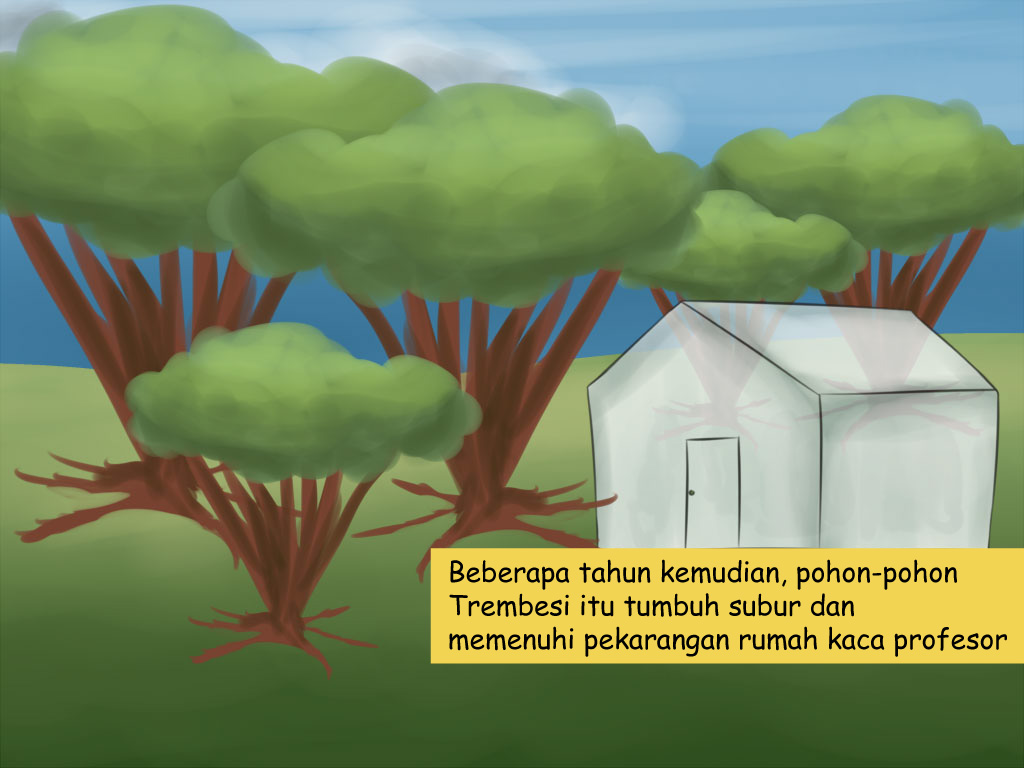 Beberapa tahun kemudian, pohon-pohon
Trembesi itu tumbuh subur dan
memenuhi pekarangan rumah kaca profesor